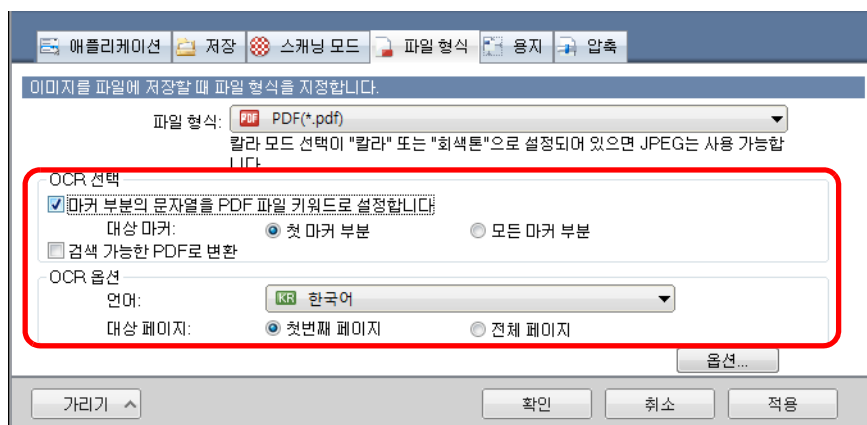 애플리케이션 저장 스캐닝 모드 파일 형식 용지 압축
이미지를 파일에 저장할 때 파일 형식을 지정합니다.
파일 형식: PDF PDF(*.pdf)
칼라 모드 선택이 "칼라" 또는 "회색톤"으로 설정되어 있으면 JPEG는 사용 가능합
니다
OCR 선택
마커 부분의 문자열을 PDF 파일 키워드로 설정합니다
대상 마커: 첫 마커 부분 모든 마커 부분
검색 가능한 PDF로 변환
OCR 옵션
언어: KR 한국어
대상 페이지: 첫번째 페이지 전체 페이지
옵션...
가리기 확인 취소 적용